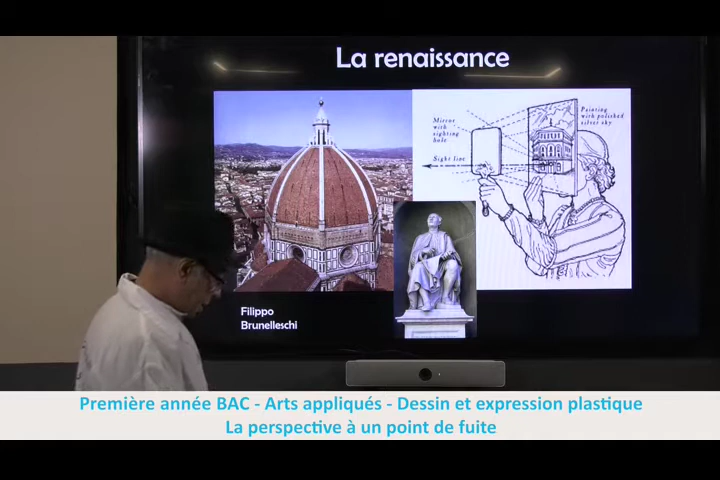 La renaissance
Mirror
with
sighting
hole
Sight line
Painting
with polished
silver sky
Filippo
Brunelleschi
Première année BAC - Arts appliqués - Dessin et expression plastique
La perspective à un point de fuite